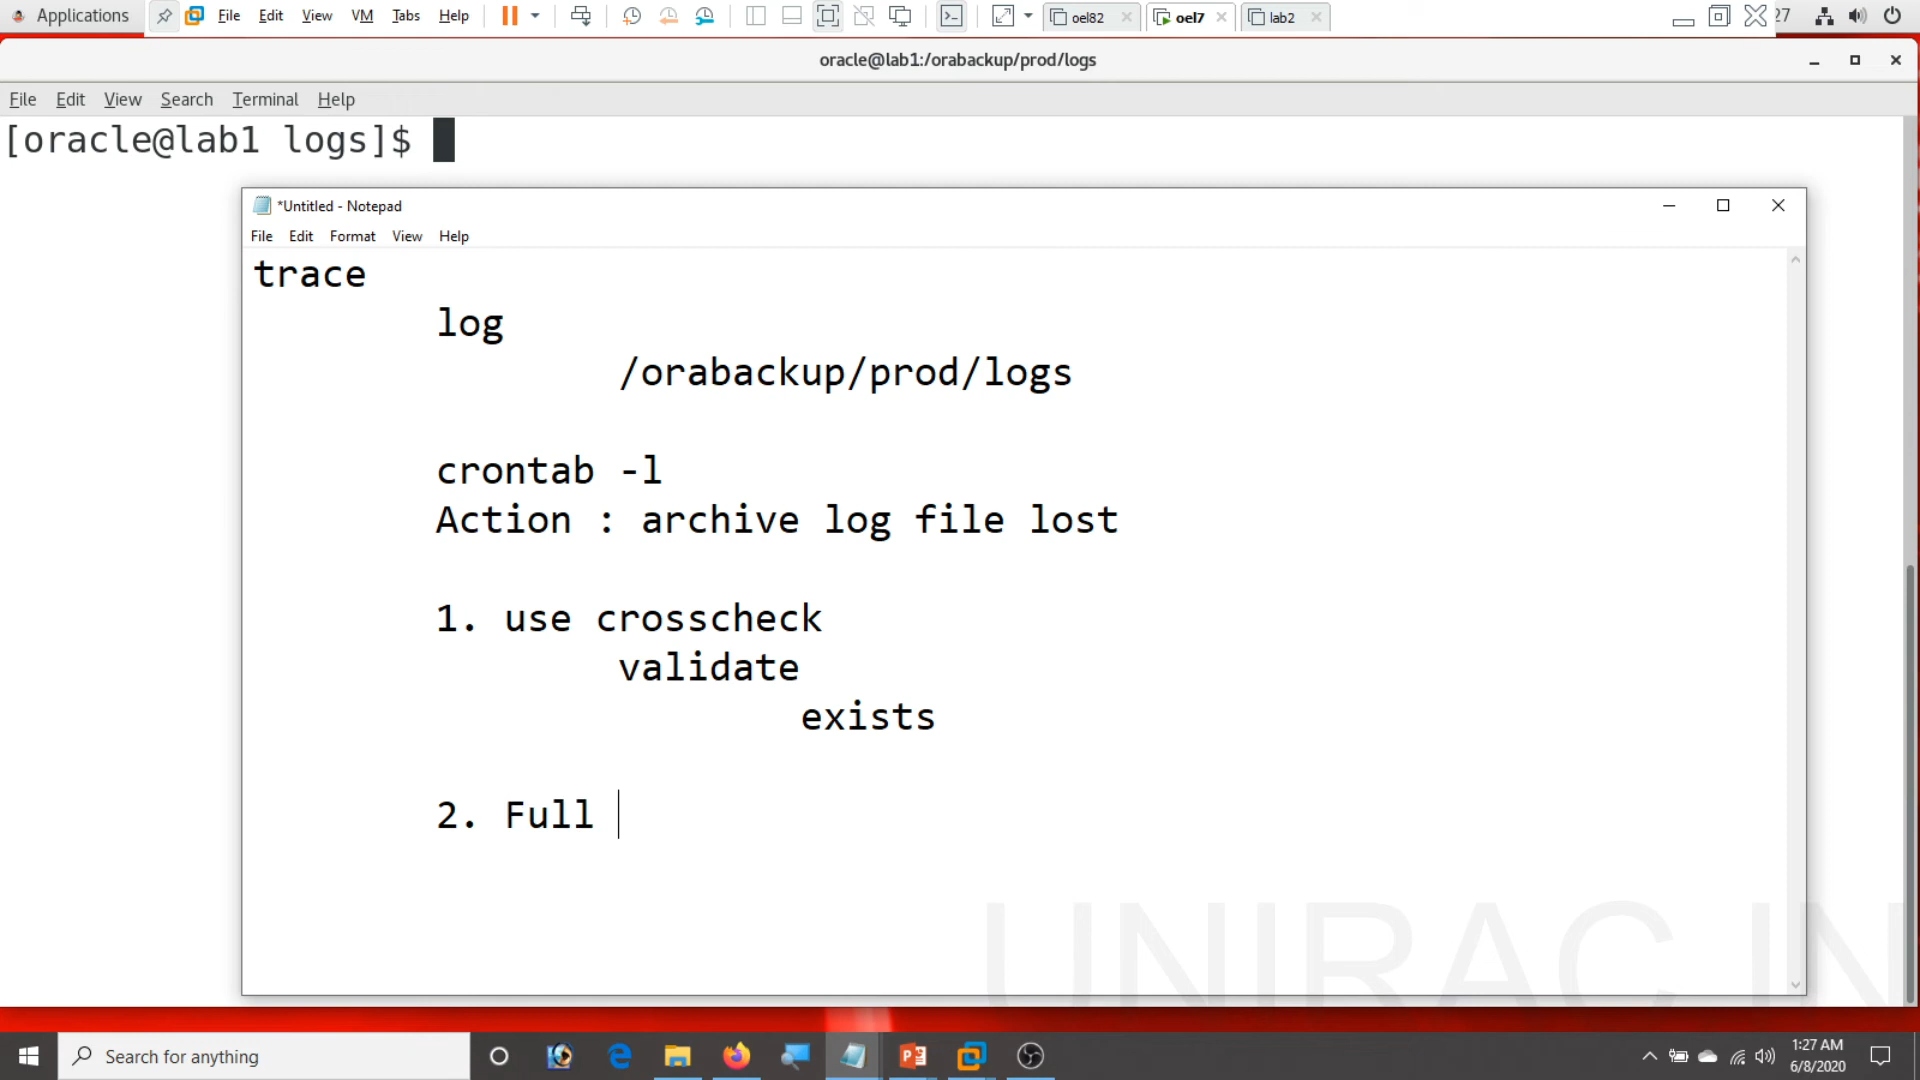 Applications File Edit View VM Tabs Help oel82 oel7 lab2 27
oracle@lab1:/orabackup/prod/logs
File Edit View Search Terminal Help
[oracle@lab1 logs]$
*Untitled - Notepad
File Edit Format View Help
trace
log
/orabackup/prod/logs
crontab -l
Action : archive log file lost
1. use crosscheck
validate
exists
2. Full
UNIRAC IN
Search for anything
1:27 AM
6/8/2020